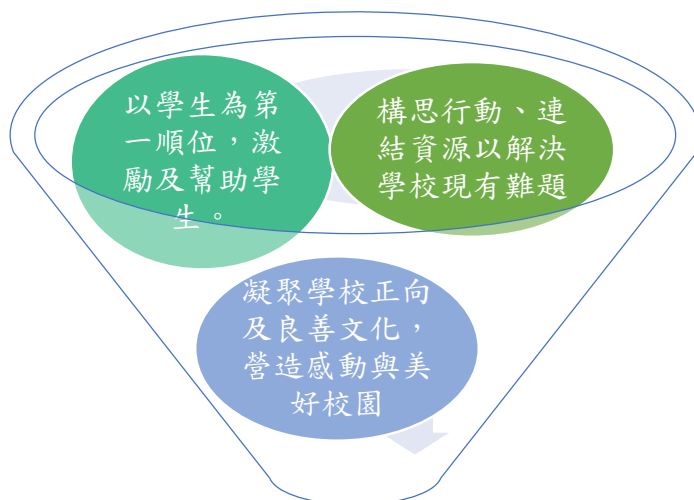 以學生為第
一順位，激
勵及幫助學
生。
構思行動、連
結資源以解決
學校現有難題
凝聚學校正向
及良善文化，
營造感動與美
好校園